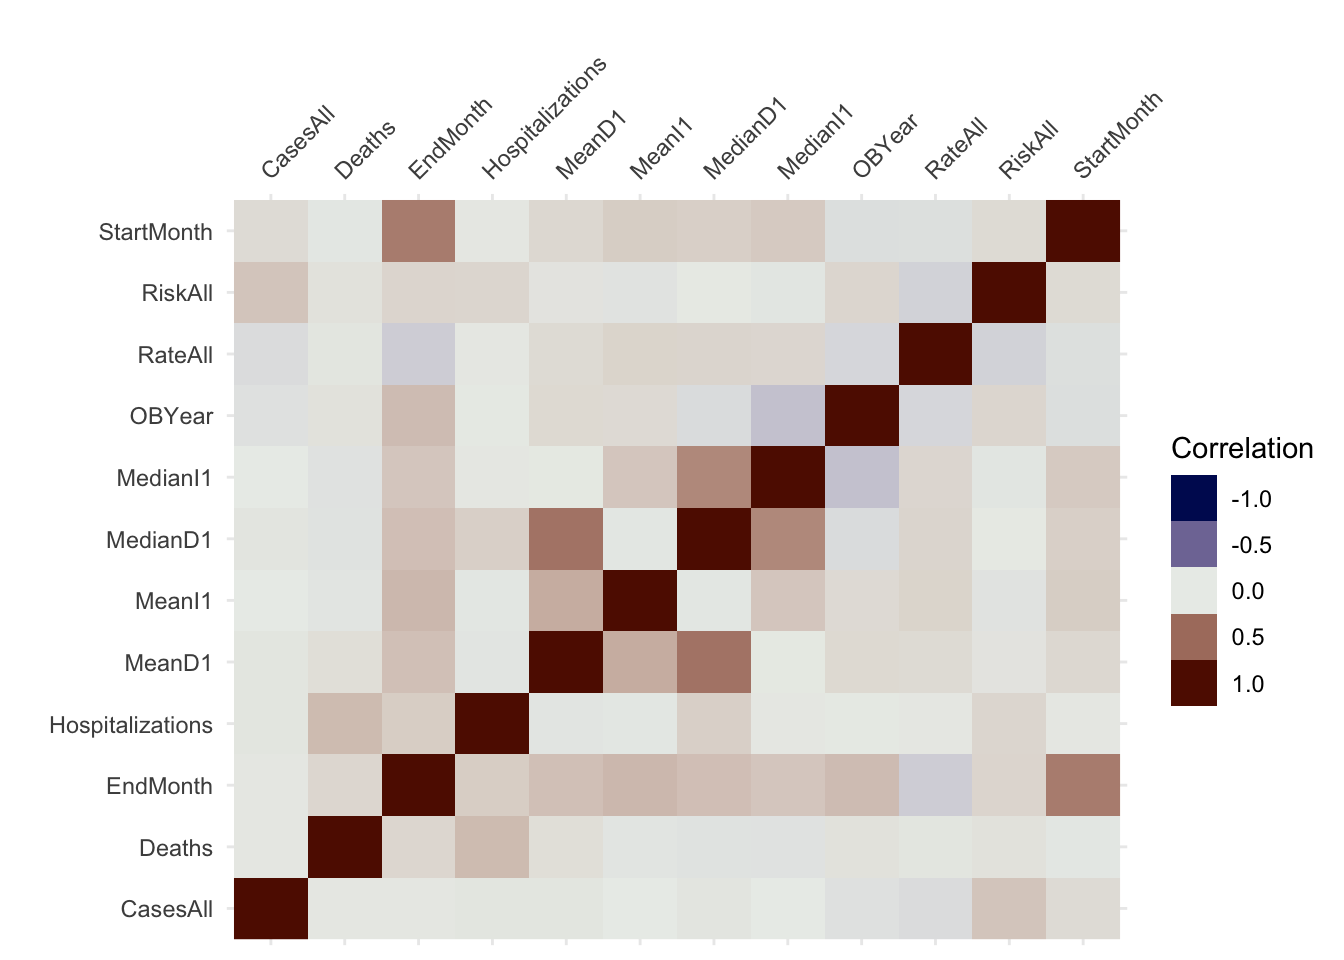 CasesAll
Deaths
EndMonth
Hospitalizations
MeanD1
MeanI1
MedianD1
MedianI1
OBYear
RateAll
RiskAll
StartMonth
StartMonth
RiskAll
RateAll
OBYear
MedianI1
MedianD1
MeanI1
MeanD1
Hospitalizations
EndMonth
Deaths
CasesAll
Correlation
-1.0
-0.5
0.0
0.5
1.0